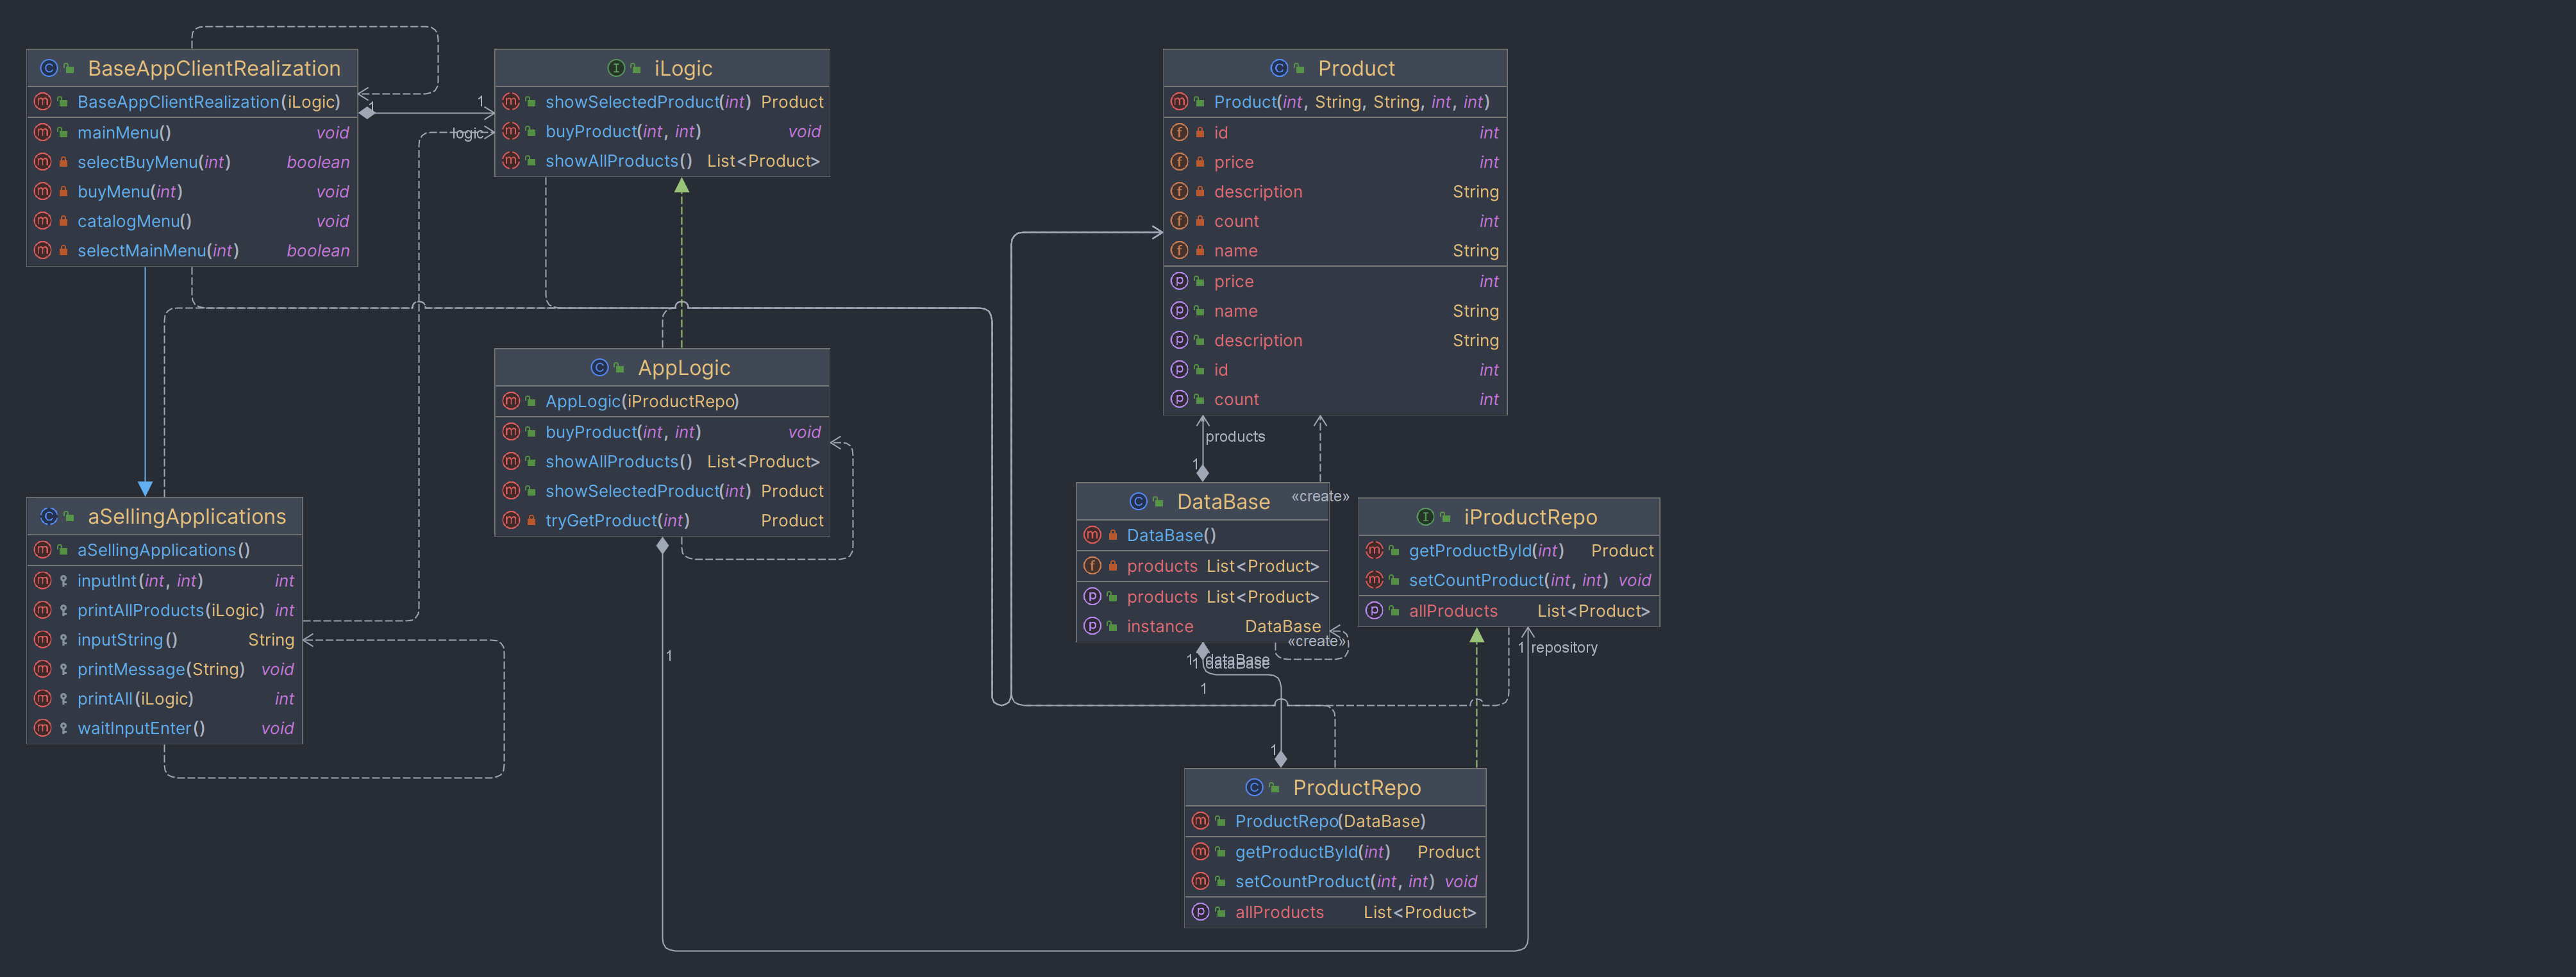 BaseAppClientRealization
BaseAppClientRealization(iLogic)
mainMenu() void
selectBuyMenu(int) boolean
buyMenu(int) void
catalogMenu() void
selectMainMenu(int) boolean
1
1
logic
iLogic
showSelectedProduct(int) Product
buyProduct(int, int) void
showAllProducts() List<Product>
Product
Product(int, String, String, int, int)
id int
price int
description String
count int
name String
price int
name String
description String
id int
count int
AppLogic
AppLogic(iProductRepo)
buyProduct(int, int) void
showAllProducts() List<Product>
showSelectedProduct(int) Product
tryGetProduct(int) Product
1
aSellingApplications
aSellingApplications()
inputInt(int, int) int
printAllProducts(iLogic) int
inputString() String
printMessage(String) void
printAll(iLogic) int
waitInputEnter() void
products
1
«create»
DataBase
DataBase()
products List<Product>
products List<Product>
instance DataBase
«create»
1 dataBase
1 dataBase
1
1
iProductRepo
getProductById(int) Product
setCountProduct(int, int) void
allProducts List<Product>
1 repository
ProductRepo
ProductRepo(DataBase)
getProductById(int) Product
setCountProduct(int, int) void
allProducts List<Product>